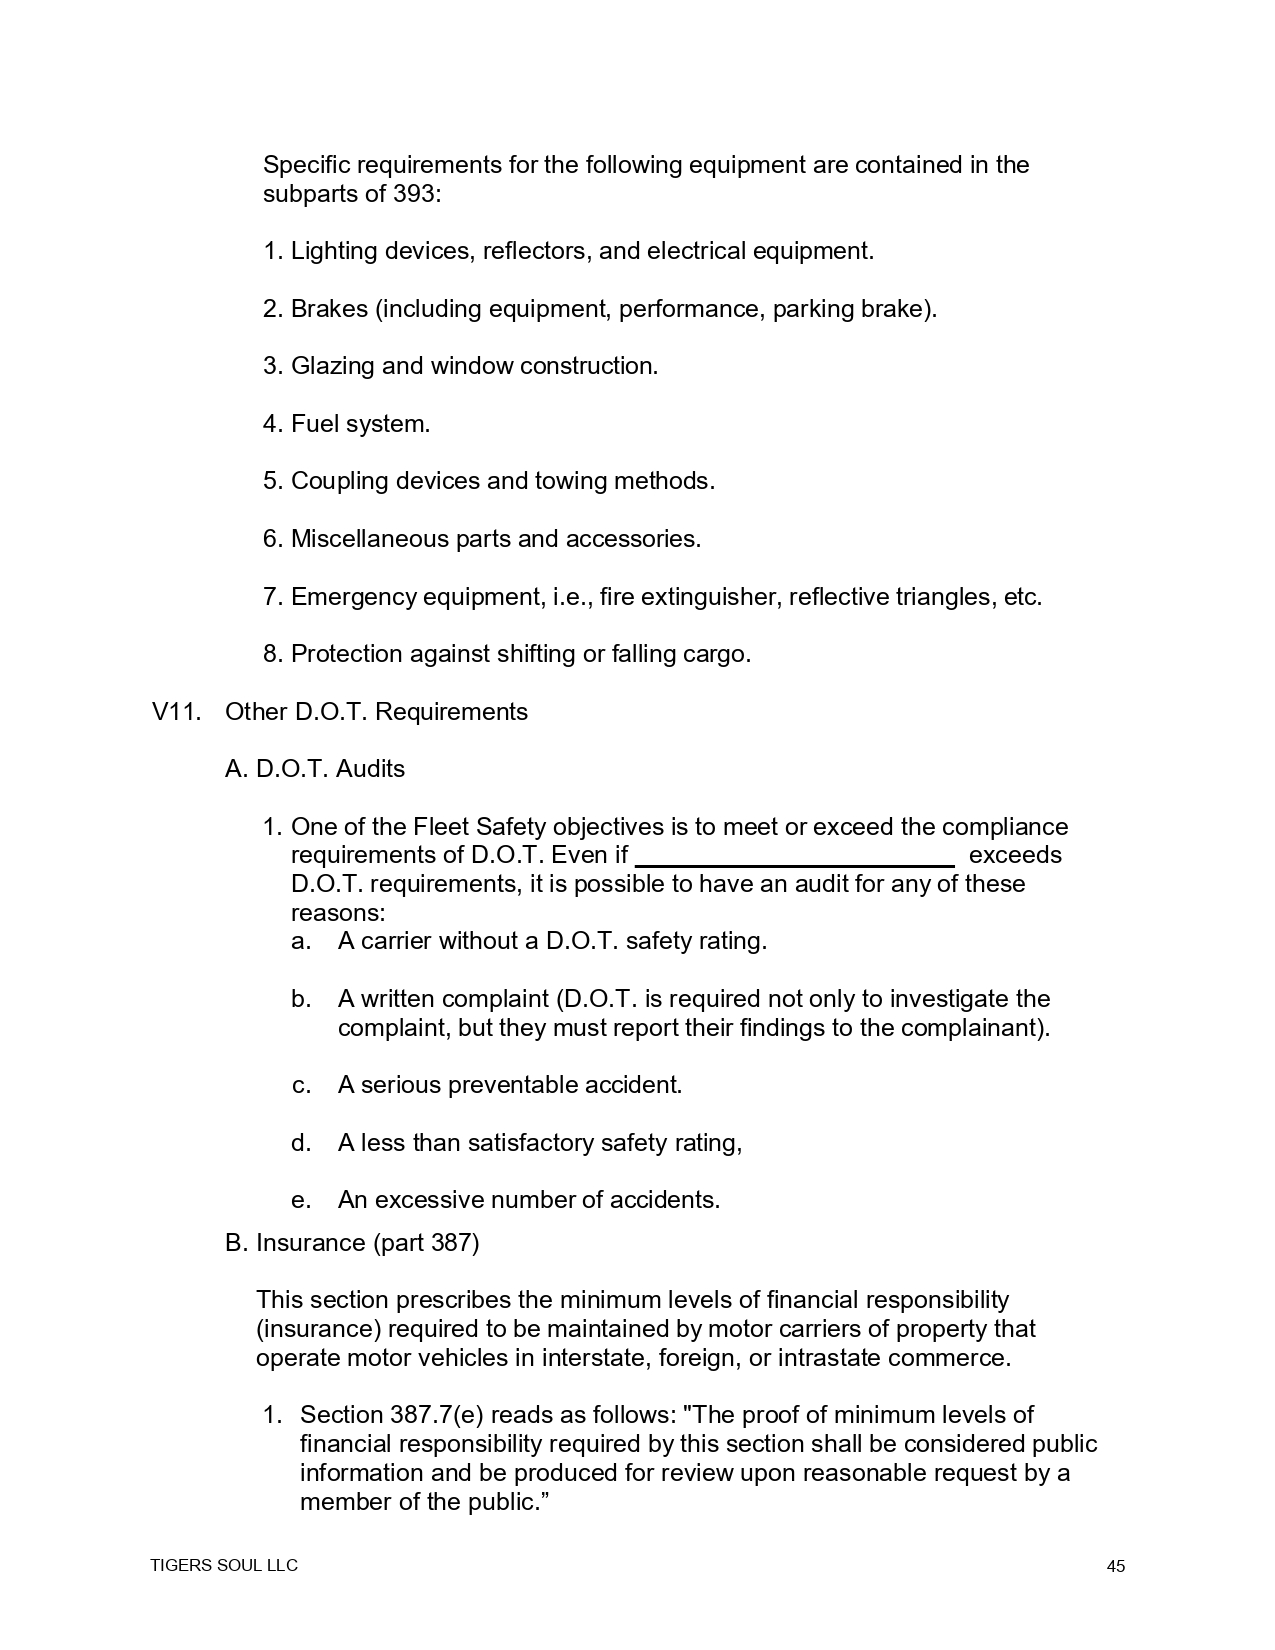 Specific requirements for the following equipment are contained in the
subparts of 393:
1. Lighting devices, reflectors, and electrical equipment.
2. Brakes (including equipment, performance, parking brake).
3. Glazing and window construction.
4. Fuel system.
5. Coupling devices and towing methods.
6. Miscellaneous parts and accessories.
7. Emergency equipment, i.e., fire extinguisher, reflective triangles, etc.
8. Protection against shifting or falling cargo.
V11. Other D.O.T. Requirements
A. D.O.T. Audits
1. One of the Fleet Safety objectives is to meet or exceed the compliance
requirements of D.O.T. Even if ________________________ exceeds
D.O.T. requirements, it is possible to have an audit for any of these
reasons:
a. A carrier without a D.O.T. safety rating.
b. A written complaint (D.O.T. is required not only to investigate the
complaint, but they must report their findings to the complainant).
c. A serious preventable accident.
d. A less than satisfactory safety rating,
e. An excessive number of accidents.
B. Insurance (part 387)
This section prescribes the minimum levels of financial responsibility
(insurance) required to be maintained by motor carriers of property that
operate motor vehicles in interstate, foreign, or intrastate commerce.
1. Section 387.7(e) reads as follows: "The proof of minimum levels of
financial responsibility required by this section shall be considered public
information and be produced for review upon reasonable request by a
member of the public.”
TIGERS SOUL LLC 45